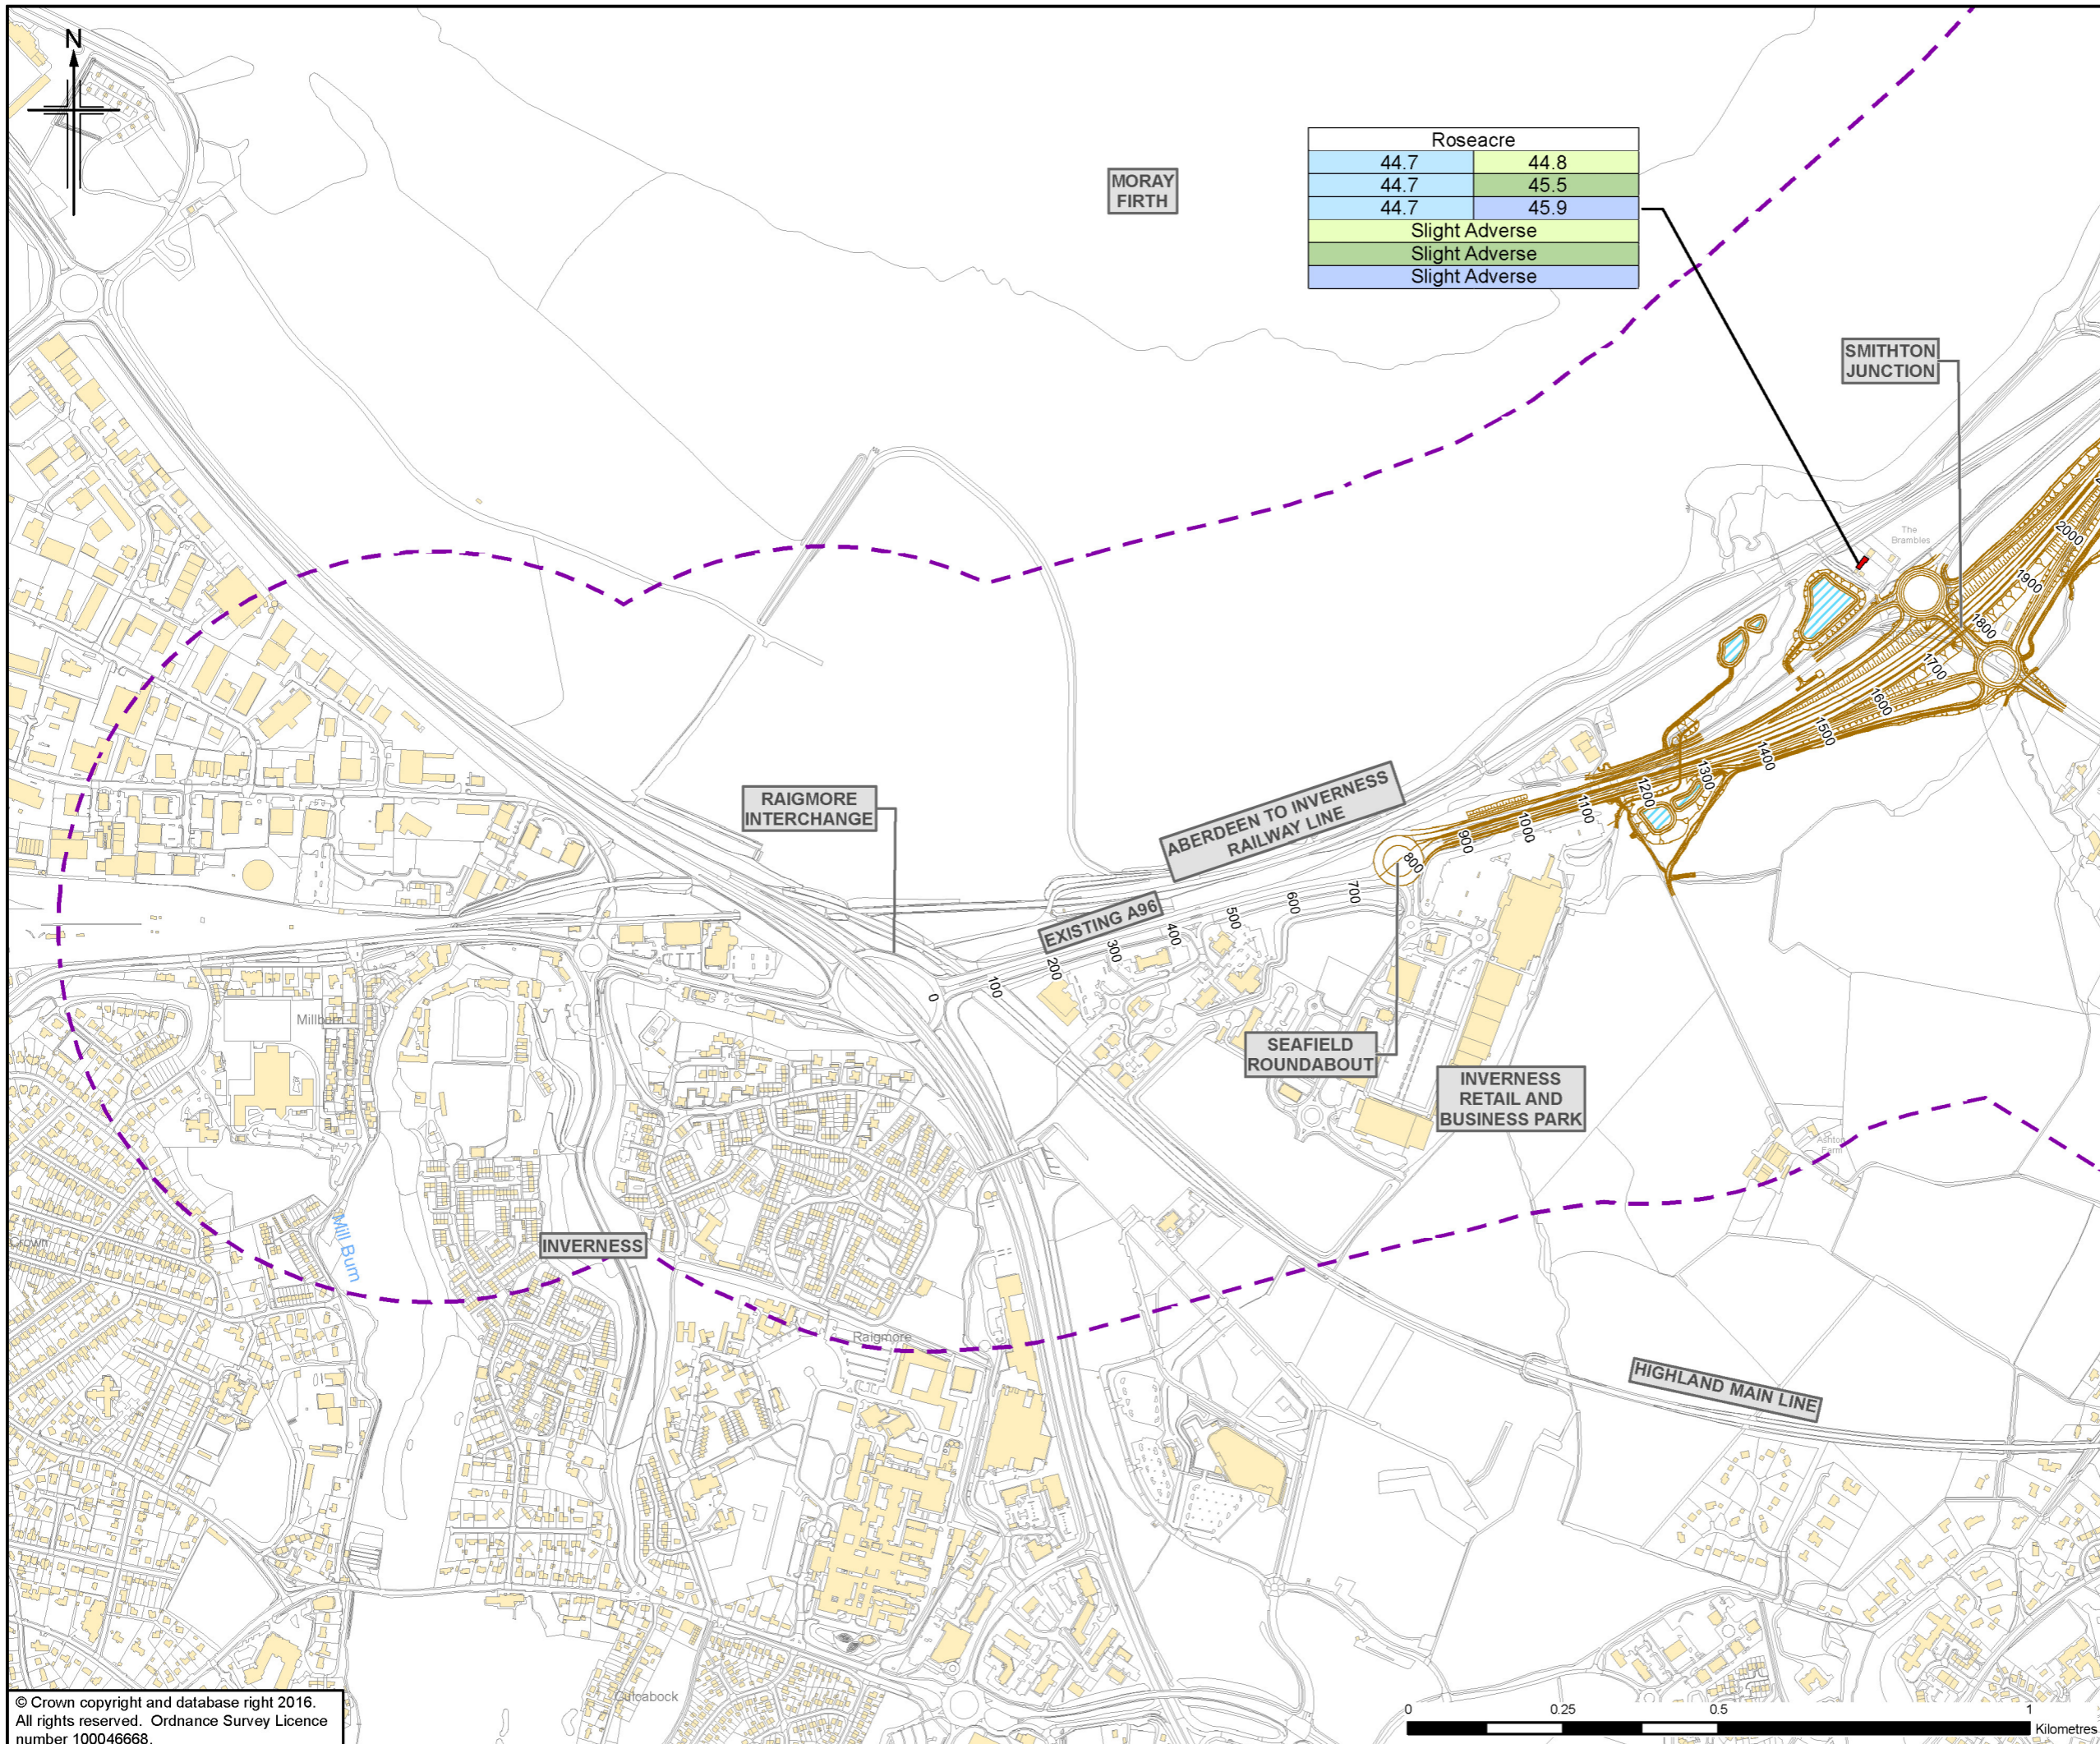 N
MORAY
FIRTH
Roseacre
44.7 44.8
44.7 45.5
44.7 45.9
Slight Adverse
Slight Adverse
Slight Adverse
SMITHTON
JUNCTION
The
Brambles
2000
1900
1800
1700
1600
1500
1400
1300
1200
1100
1000
900
800
700
600
500
400
300
200
100
0
RAIGMORE
INTERCHANGE
ABERDEEN TO INVERNESS
RAILWAY LINE
EXISTING A96
SEAFIELD
ROUNDABOUT
INVERNESS
RETAIL AND
BUSINESS PARK
Millburn
Ashton
Farm
Crown
Mill Burn
INVERNESS
Raigmore
HIGHLAND MAIN LINE
Culcabock
© Crown copyright and database right 2016.
All rights reserved. Ordnance Survey Licence
number 100046668.
0 0.25 0.5 1
Kilometres